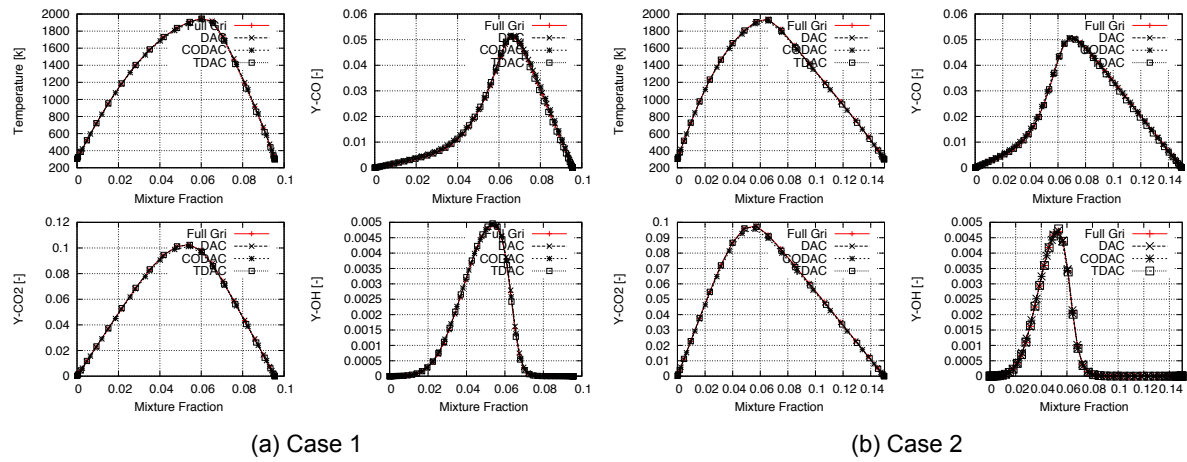 Temperature [k]
2000
1800
1600
1400
1200
1000
800
600
400
200
0 0.02 0.04 0.06 0.08 0.1
Mixture Fraction
Full Gri
DAC
CODAC
TDAC
Y-CO [-]
0.06
0.05
0.04
0.03
0.02
0.01
0
0 0.02 0.04 0.06 0.08 0.1
Mixture Fraction
Full Gri
DAC
CODAC
TDAC
Temperature [k]
2000
1800
1600
1400
1200
1000
800
600
400
200
0 0.02 0.04 0.06 0.08 0.1 0.12 0.14
Mixture Fraction
Full Gri
DAC
CODAC
TDAC
Y-CO [-]
0.06
0.05
0.04
0.03
0.02
0.01
0
0 0.02 0.04 0.06 0.08 0.1 0.12 0.14
Mixture Fraction
Full Gri
DAC
CODAC
TDAC
Y-CO2 [-]
0.12
0.1
0.08
0.06
0.04
0.02
0
0 0.02 0.04 0.06 0.08 0.1
Mixture Fraction
Full Gri
DAC
CODAC
TDAC
Y-OH [-]
0.005
0.0045
0.004
0.0035
0.003
0.0025
0.002
0.0015
0.001
0.0005
0
0 0.02 0.04 0.06 0.08 0.1
Mixture Fraction
Full Gri
DAC
CODAC
TDAC
Y-CO2 [-]
0.1
0.09
0.08
0.07
0.06
0.05
0.04
0.03
0.02
0.01
0
0 0.02 0.04 0.06 0.08 0.1 0.12 0.14
Mixture Fraction
Full Gri
DAC
CODAC
TDAC
Y-OH [-]
0.005
0.0045
0.004
0.0035
0.003
0.0025
0.002
0.0015
0.001
0.0005
0
0 0.02 0.04 0.06 0.08 0.1 0.12 0.14
Mixture Fraction
Full Gri
DAC
CODAC
TDAC
(a) Case 1
(b) Case 2